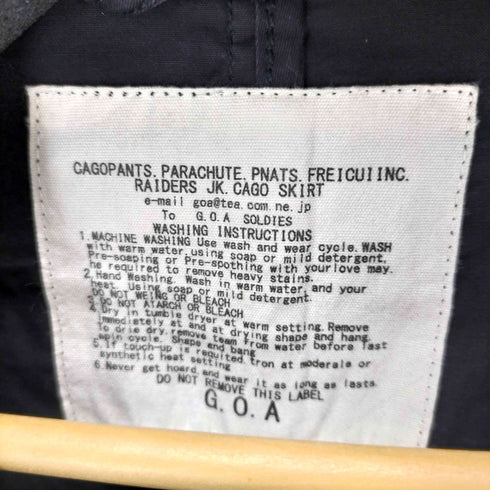 CAGOPANTS. PARACHUTE. PNATS. FREICUIINC.
RAIDERS JK. CAGO SKIRT
e-mail goa@tea.com.ne.jp
To G.O.A SOLDIES
WASHING INSTRUCTIONS
1. MACHINE WASHING Use wash and wear cycle. WASH
with warm water, using soap or mild detergent.
Pre-soaping or Pre-spothing with your love may.
he required to remove heavy stains.
2. Hand Washing. Wash in warm water, and your
heat. Using soap or mild detergent.
DO NOT WEING OR BLEACH
3. DO NOT ATARCH OR BLEACH
4. Dry in tumble dryer at warm setting. Remove
immediately at and at drying shape and hang.
To drie dry, remove team from water before last
spin cycle. Shape and bang
5. If touch-up is requited tron at moderale or
synthetic heat setting
6. Never get hoard and wear it as long as lasts.
DO NOT REMOVE THIS LABEL
G.O.A